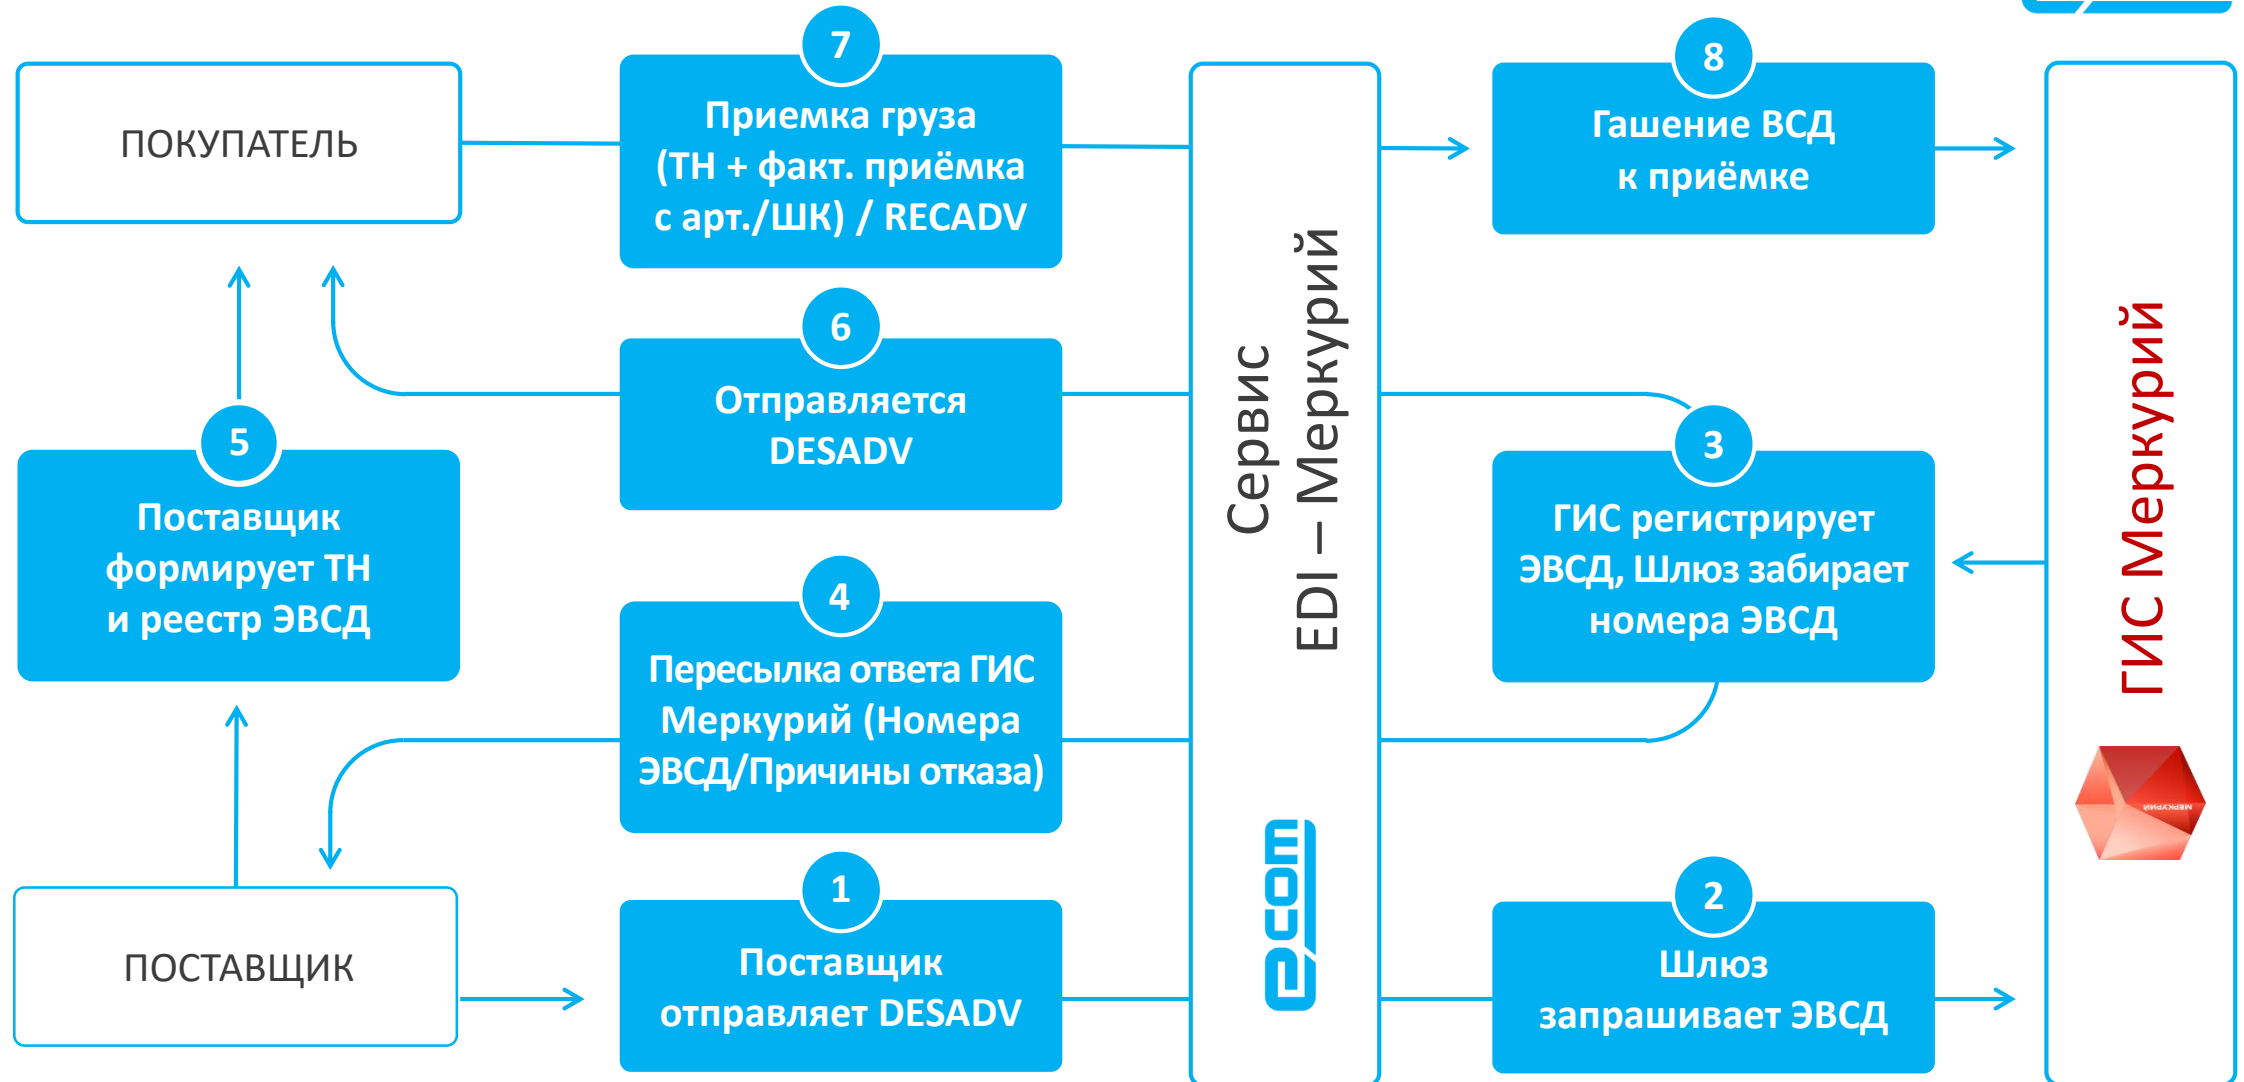 7
8
ПОКУПАТЕЛЬ
Приемка груза
(ТН + факт. приёмка
с арт./ШК) / RECADV
Гашение ВСД
к приёмке
6
Отправляется
DESADV
5
Поставщик
формирует ТН
и реестр ЭВСД
3
ГИС регистрирует
ЭВСД, Шлюз забирает
номера ЭВСД
4
Пересылка ответа ГИС
Меркурий (Номера
ЭВСД/Причины отказа)
ПОСТАВЩИК
1
Поставщик
отправляет DESADV
2
Шлюз
запрашивает ЭВСД
Сервис
EDI – Меркурий
ecom
ГИС Меркурий
МЕРКУРИЙ